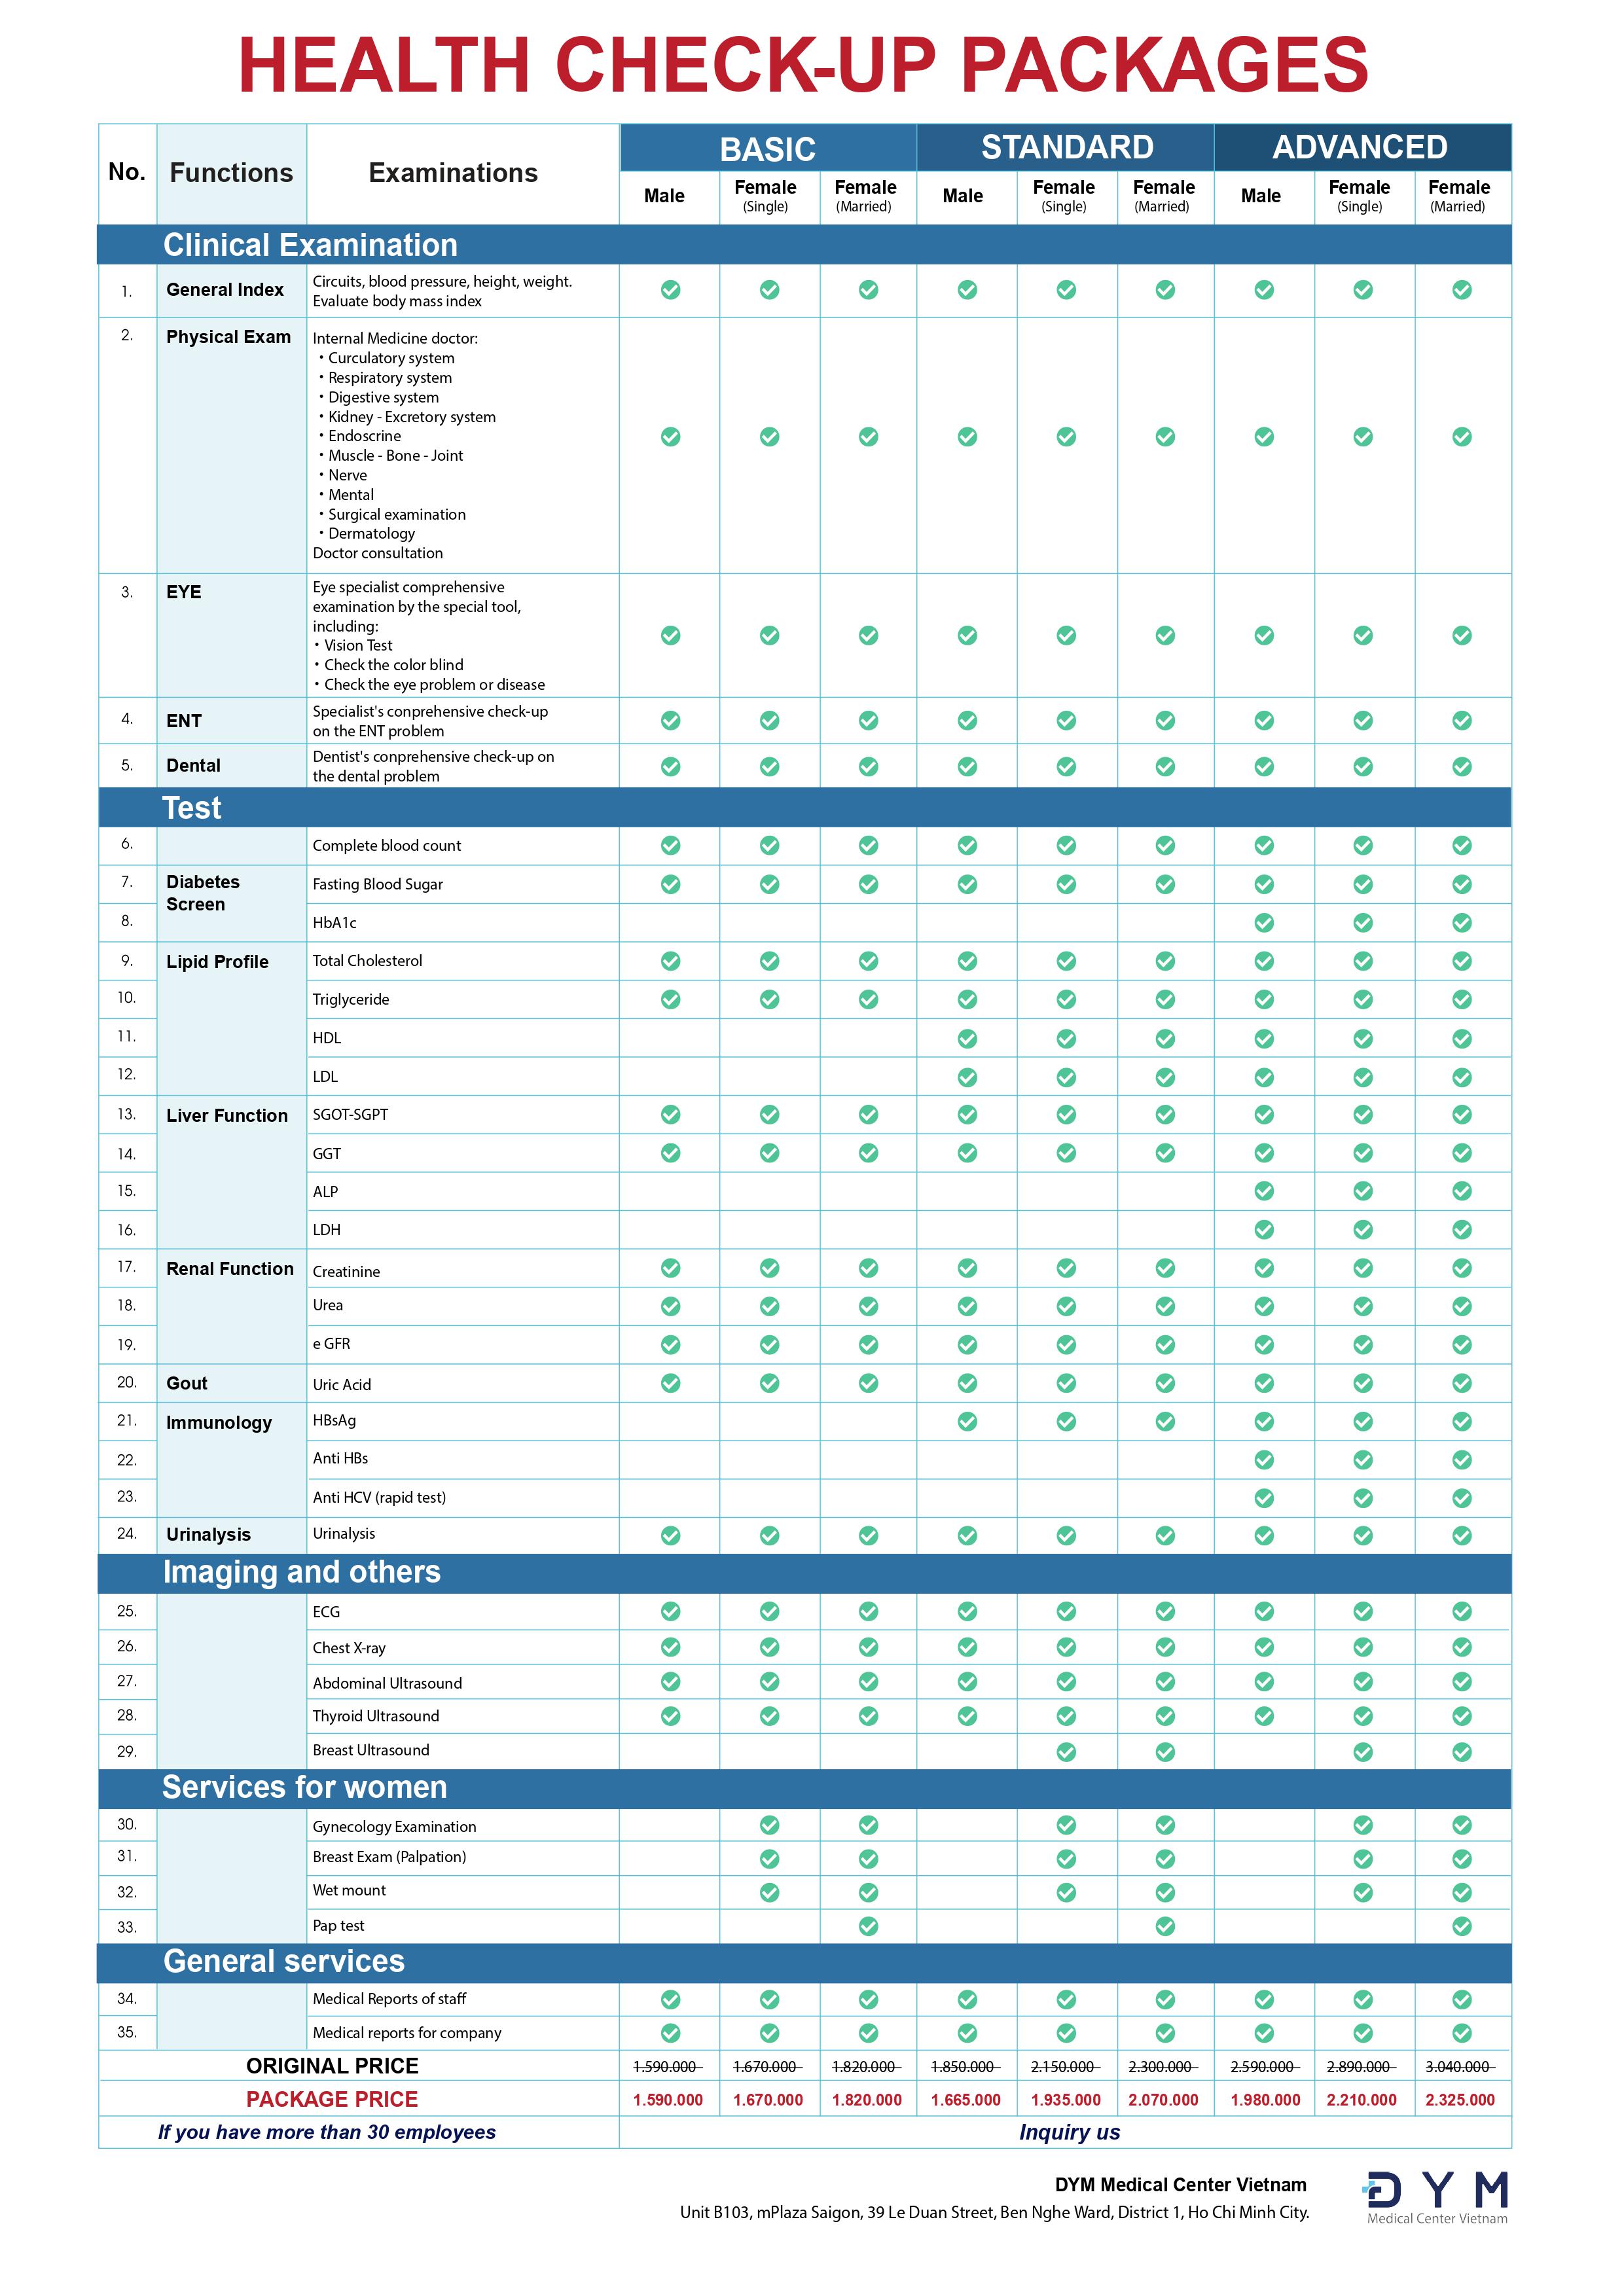 HEALTH CHECK-UP PACKAGES
No. Functions Examinations BASIC STANDARD ADVANCED
Male Female (Single) Female (Married) Male Female (Single) Female (Married) Male Female (Single) Female (Married)
Clinical Examination
1. General Index Circuits, blood pressure, height, weight.
Evaluate body mass index
2. Physical Exam Internal Medicine doctor:
・Curculatory system
・Respiratory system
・Digestive system
・Kidney - Excretory system
・Endoscrine
・Muscle - Bone - Joint
・Nerve
・Mental
・Surgical examination
・Dermatology
Doctor consultation
3. EYE Eye specialist comprehensive
examination by the special tool,
including:
・Vision Test
・Check the color blind
・Check the eye problem or disease
4. ENT Specialist's conprehensive check-up
on the ENT problem
5. Dental Dentist's conprehensive check-up on
the dental problem
Test
6. Complete blood count
7. Diabetes Screen Fasting Blood Sugar
8. HbA1c
9. Lipid Profile Total Cholesterol
10. Triglyceride
11. HDL
12. LDL
13. Liver Function SGOT-SGPT
14. GGT
15. ALP
16. LDH
17. Renal Function Creatinine
18. Urea
19. e GFR
20. Gout Uric Acid
21. Immunology HBsAg
22. Anti HBs
23. Anti HCV (rapid test)
24. Urinalysis Urinalysis
Imaging and others
25. ECG
26. Chest X-ray
27. Abdominal Ultrasound
28. Thyroid Ultrasound
29. Breast Ultrasound
Services for women
30. Gynecology Examination
31. Breast Exam (Palpation)
32. Wet mount
33. Pap test
General services
34. Medical Reports of staff
35. Medical reports for company
ORIGINAL PRICE 1.590.000 1.670.000 1.820.000 1.850.000 2.150.000 2.300.000 2.590.000 2.890.000 3.040.000
PACKAGE PRICE 1.590.000 1.670.000 1.820.000 1.665.000 1.935.000 2.070.000 1.980.000 2.210.000 2.325.000
If you have more than 30 employees Inquiry us
DYM Medical Center Vietnam
Unit B103, mPlaza Saigon, 39 Le Duan Street, Ben Nghe Ward, District 1, Ho Chi Minh City.
DYM
Medical Center Vietnam